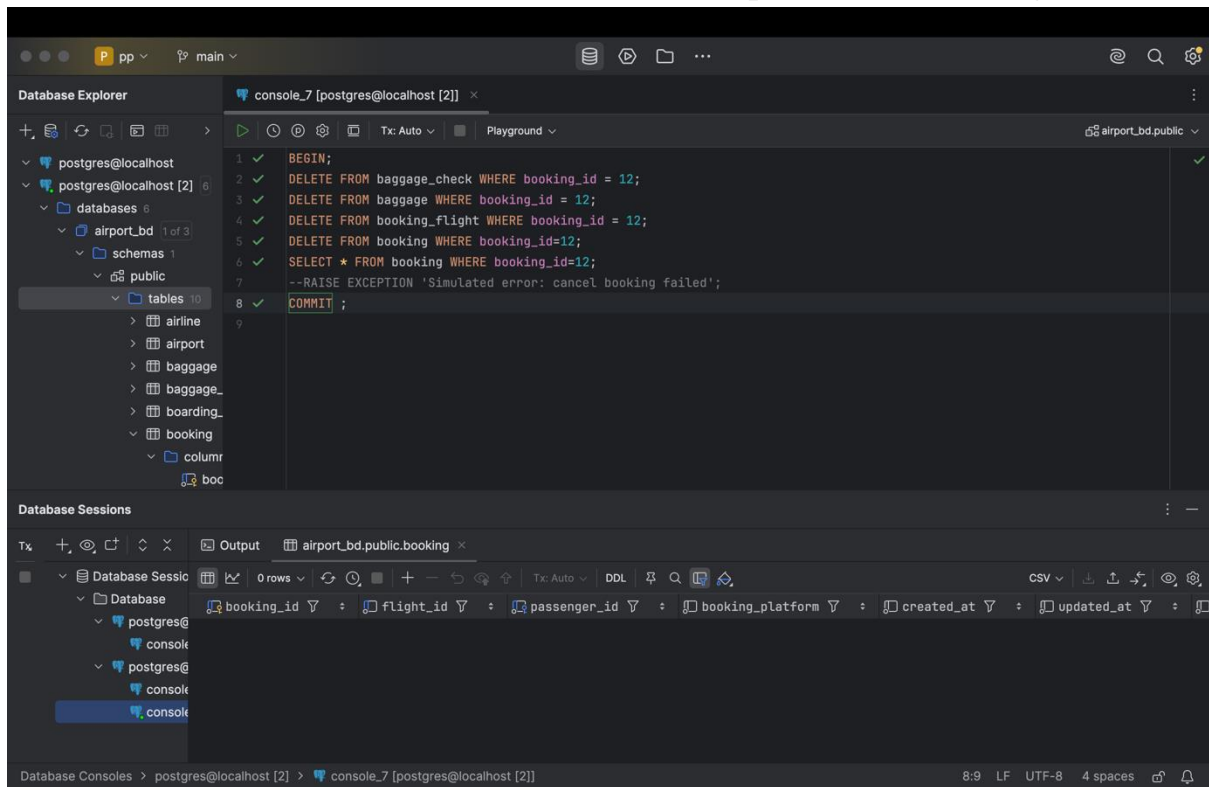 P pp main
Database Explorer
console_7 [postgres@localhost [2]]
Tx: Auto Playground airport_bd.public
postgres@localhost
postgres@localhost [2] 6
databases 6
airport_bd 1 of 3
schemas 1
public
tables 10
airline
airport
baggage
baggage_
boarding_
booking
column
boo
1 BEGIN;
2 DELETE FROM baggage_check WHERE booking_id = 12;
3 DELETE FROM baggage WHERE booking_id = 12;
4 DELETE FROM booking_flight WHERE booking_id = 12;
5 DELETE FROM booking WHERE booking_id=12;
6 SELECT * FROM booking WHERE booking_id=12;
7 --RAISE EXCEPTION 'Simulated error: cancel booking failed';
8 COMMIT ;
9
Database Sessions
Tx Output airport_bd.public.booking
Database Sessio
0 rows Tx: Auto DDL CSV
Database
booking_id flight_id passenger_id booking_platform created_at updated_at
postgres@
console
postgres@
console
console
Database Consoles > postgres@localhost [2] > console_7 [postgres@localhost [2]] 8:9 LF UTF-8 4 spaces